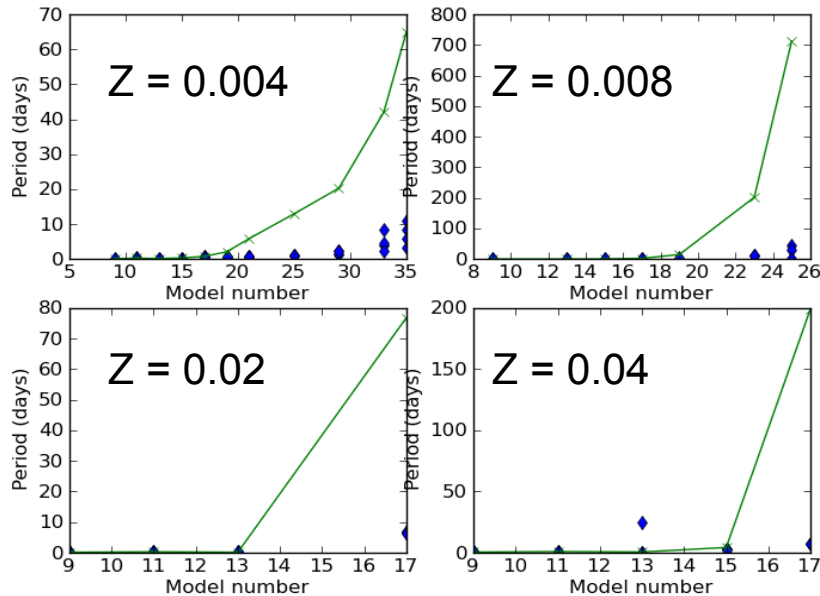 70
60
50
40
30
20
10
0
Period (days)
Z = 0.004
5 10 15 20 25 30 35
Model number
800
700
600
500
400
300
200
100
0
Period (days)
Z = 0.008
8 10 12 14 16 18 20 22 24 26
Model number
80
70
60
50
40
30
20
10
0
Period (days)
Z = 0.02
9 10 11 12 13 14 15 16 17
Model number
200
150
100
50
0
Period (days)
Z = 0.04
9 10 11 12 13 14 15 16 17
Model number